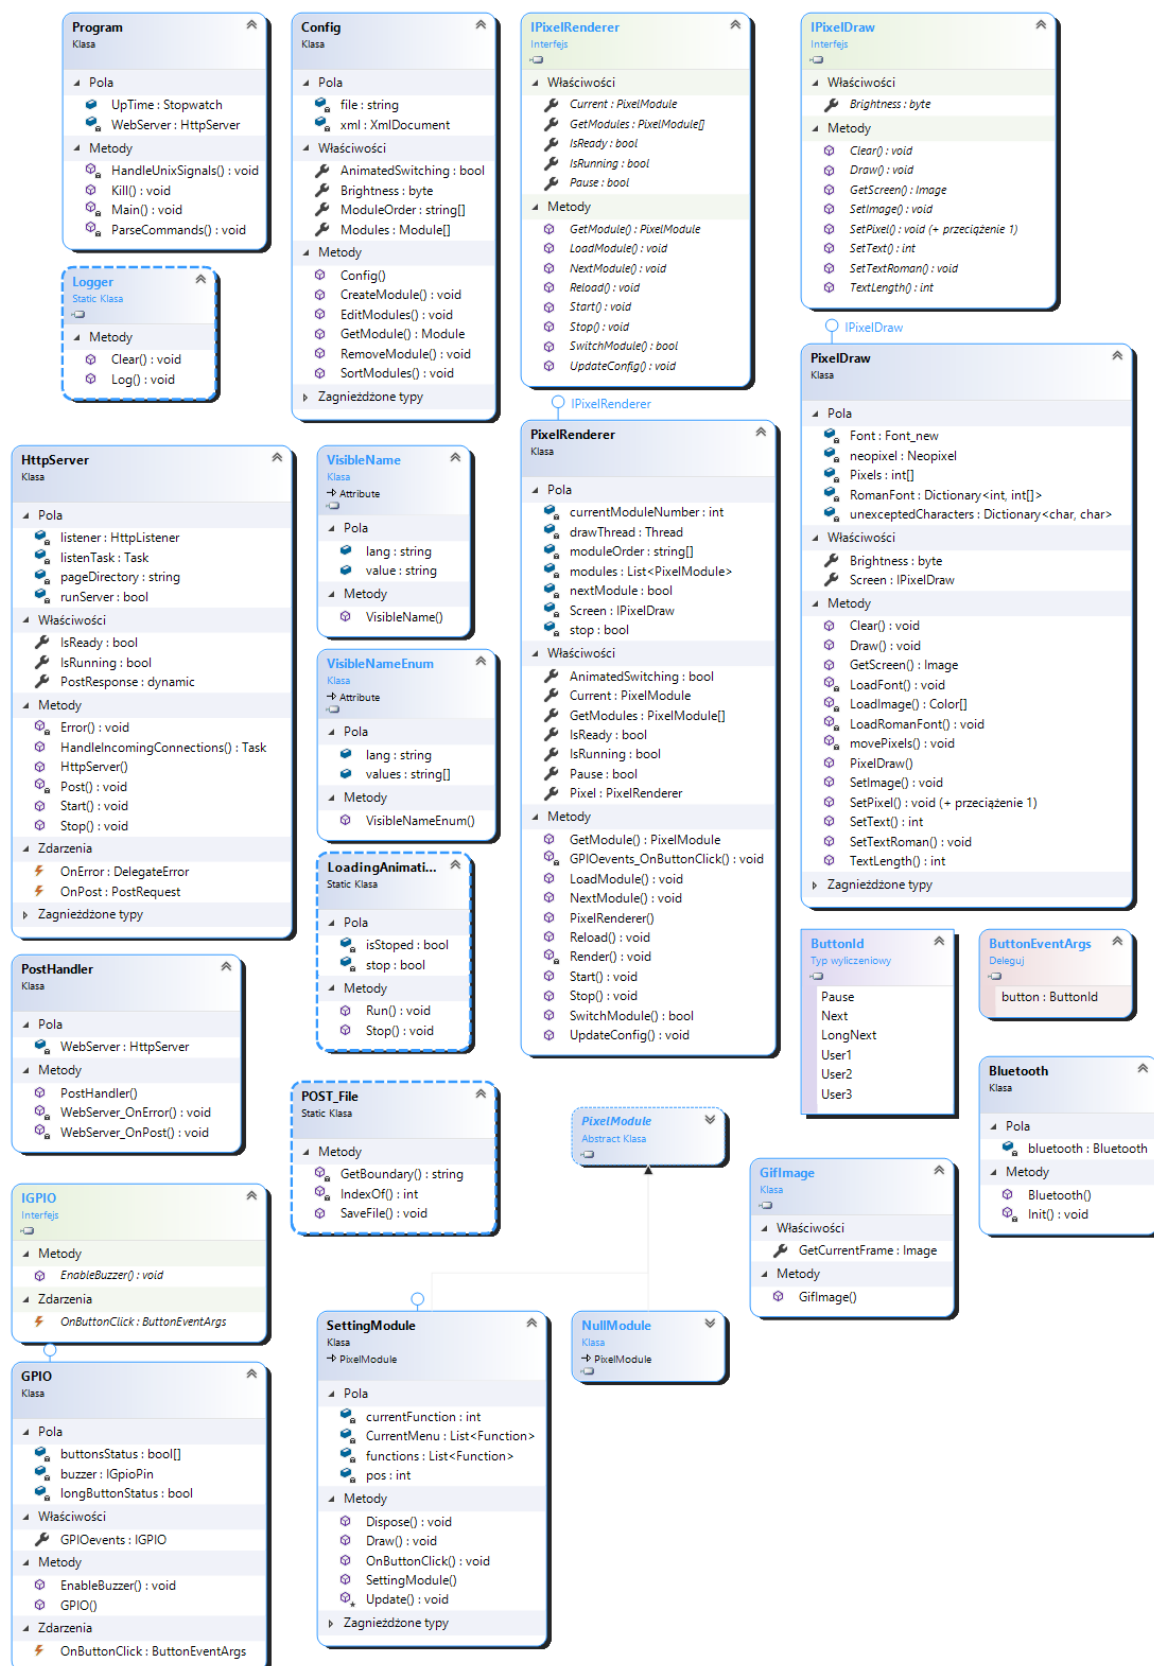 Program
Klasa
Pola
UpTime : Stopwatch
WebServer : HttpServer
Metody
HandleUnixSignals() : void
Kill() : void
Main() : void
ParseCommands() : void
Logger
Static Klasa
Metody
Clear() : void
Log() : void
Config
Klasa
Pola
file : string
xml : XmlDocument
Właściwości
AnimatedSwitching : bool
Brightness : byte
ModuleOrder : string[]
Modules : Module[]
Metody
Config()
CreateModule() : void
EditModules() : void
GetModule() : Module
RemoveModule() : void
SortModules() : void
Zagnieżdżone typy
IPixelRenderer
Interfejs
Właściwości
Current : PixelModule
GetModules : PixelModule[]
IsReady : bool
IsRunning : bool
Pause : bool
Metody
GetModule() : PixelModule
LoadModule() : void
NextModule() : void
Reload() : void
Start() : void
Stop() : void
SwitchModule() : bool
UpdateConfig() : void
IPixelDraw
Interfejs
Właściwości
Brightness : byte
Metody
Clear() : void
Draw() : void
GetScreen() : Image
SetImage() : void
SetPixel() : void (+ przeciążenie 1)
SetText() : int
SetTextRoman() : void
TextLength() : int
IPixelDraw
PixelDraw
Klasa
Pola
Font : Font_new
neopixel : Neopixel
Pixels : int[]
RomanFont : Dictionary<int, int[]>
unexceptedCharacters : Dictionary<char, char>
Właściwości
Brightness : byte
Screen : IPixelDraw
Metody
Clear() : void
Draw() : void
GetScreen() : Image
LoadFont() : void
LoadImage() : Color[]
LoadRomanFont() : void
movePixels() : void
PixelDraw()
SetImage() : void
SetPixel() : void (+ przeciążenie 1)
SetText() : int
SetTextRoman() : void
TextLength() : int
Zagnieżdżone typy
IPixelRenderer
PixelRenderer
Klasa
Pola
currentModuleNumber : int
drawThread : Thread
moduleOrder : string[]
modules : List<PixelModule>
nextModule : bool
Screen : IPixelDraw
stop : bool
Właściwości
AnimatedSwitching : bool
Current : PixelModule
GetModules : PixelModule[]
IsReady : bool
IsRunning : bool
Pause : bool
Pixel : PixelRenderer
Metody
GetModule() : PixelModule
GPIOevents_OnButtonClick() : void
LoadModule() : void
NextModule() : void
PixelRenderer()
Reload() : void
Render() : void
Start() : void
Stop() : void
SwitchModule() : bool
UpdateConfig() : void
HttpServer
Klasa
Pola
listener : HttpListener
listenTask : Task
pageDirectory : string
runServer : bool
Właściwości
IsReady : bool
IsRunning : bool
PostResponse : dynamic
Metody
Error() : void
HandleIncomingConnections() : Task
HttpServer()
Post() : void
Start() : void
Stop() : void
Zdarzenia
OnError : DelegateError
OnPost : PostRequest
Zagnieżdżone typy
VisibleName
Klasa
Attribute
Pola
lang : string
value : string
Metody
VisibleName()
VisibleNameEnum
Klasa
Attribute
Pola
lang : string
values : string[]
Metody
VisibleNameEnum()
LoadingAnimati...
Static Klasa
Pola
isStoped : bool
stop : bool
Metody
Run() : void
Stop() : void
PostHandler
Klasa
Pola
WebServer : HttpServer
Metody
PostHandler()
WebServer_OnError() : void
WebServer_OnPost() : void
POST_File
Static Klasa
Metody
GetBoundary() : string
IndexOf() : int
SaveFile() : void
ButtonId
Typ wyliczeniowy
Pause
Next
LongNext
User1
User2
User3
ButtonEventArgs
Deleguj
button : ButtonId
Bluetooth
Klasa
Pola
bluetooth : Bluetooth
Metody
Bluetooth()
Init() : void
PixelModule
Abstract Klasa
GifImage
Klasa
Właściwości
GetCurrentFrame : Image
Metody
GifImage()
IGPIO
Interfejs
Metody
EnableBuzzer() : void
Zdarzenia
OnButtonClick : ButtonEventArgs
GPIO
Klasa
Pola
buttonsStatus : bool[]
buzzer : IGpioPin
longButtonStatus : bool
Właściwości
GPIOevents : IGPIO
Metody
EnableBuzzer() : void
GPIO()
Zdarzenia
OnButtonClick : ButtonEventArgs
SettingModule
Klasa
PixelModule
Pola
currentFunction : int
CurrentMenu : List<Function>
functions : List<Function>
pos : int
Metody
Dispose() : void
Draw() : void
OnButtonClick() : void
SettingModule()
Update() : void
Zagnieżdżone typy
NullModule
Klasa
PixelModule